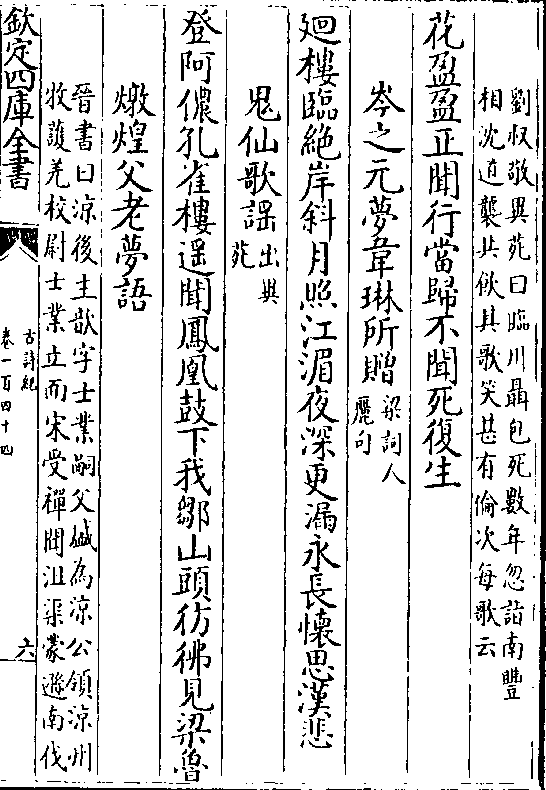 劉叔敬異苑曰臨川聶包死數年忽詣南豐
相沈道襲共飲其歌笑甚有倫次每歌云
花盈盈正聞行當歸不聞死復生
岑之元夢韋琳所贈梁詞人
麗句
廻樓臨絶岸斜月照江湄夜深更漏永長懷思漢悲
鬼仙歌謡出異
苑
登阿儂孔雀樓遥聞鳳凰鼓下我鄒山頭彷彿見梁魯
燉煌父老夢語
晉書曰涼後主歆字士業嗣父爲涼公領涼州
牧護羌校尉士業立而宋受禪聞沮渠蒙遜南伐
欽定四庫全書
古詩紀
卷一百四十四
六